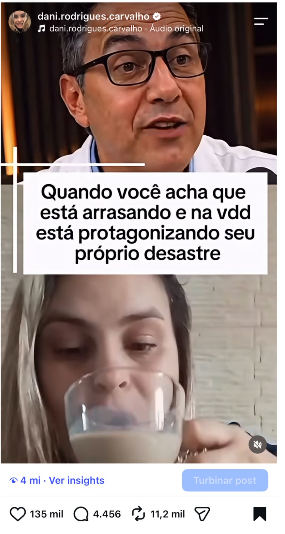 dani.rodrigues.carvalho
dani.rodrigues.carvalho · Áudio original
Quando você acha que
está arrasando e na vdd
está protagonizando seu
próprio desastre
4 mi · Ver insights
Turbinar post
135 mil
4.456
11,2 mil